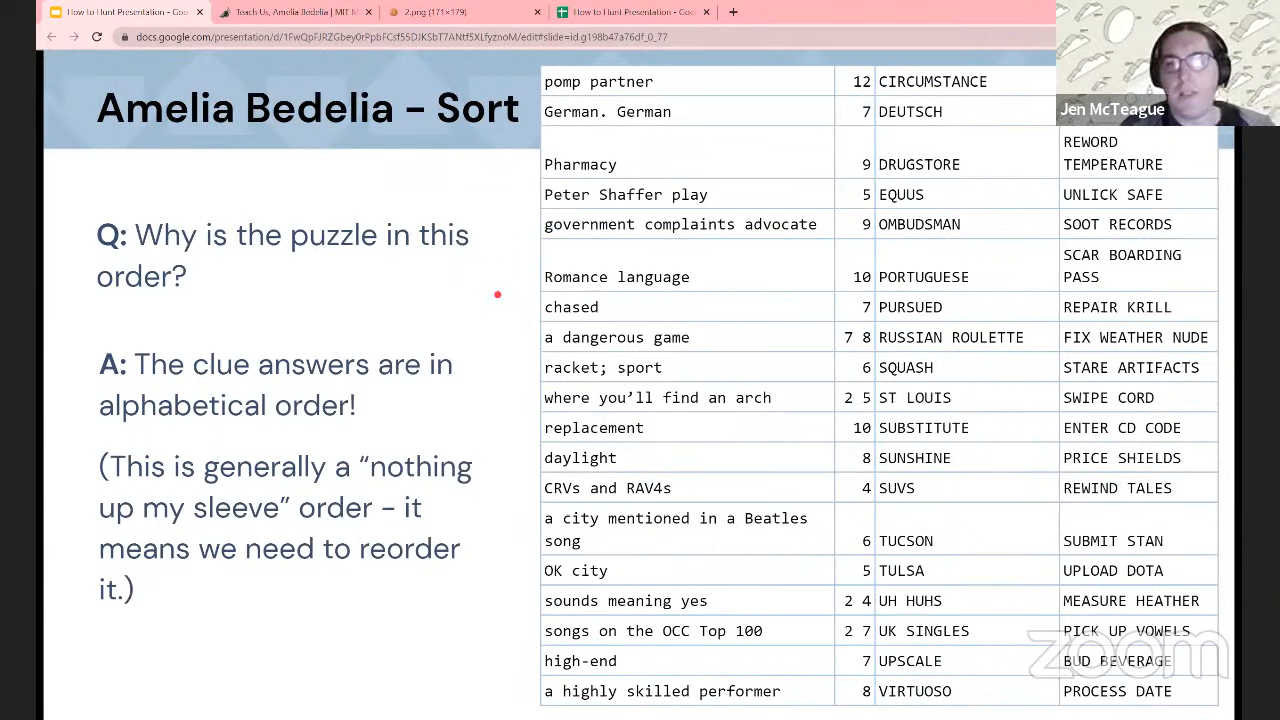 How to Hunt Presentation - Goo
Teach Us, Amelia Bedelia | MIT M
2.png (171×179)
How to Hunt Presentation - Goo
docs.google.com/presentation/d/1FwQpFJRZGbey0rPpbFCsf55DJKSbT7ANtf5XLfyznoM/edit#slide=id.g198b47a76df_0_77
Jen McTeague
Amelia Bedelia - Sort
Q: Why is the puzzle in this
order?
A: The clue answers are in
alphabetical order!
(This is generally a “nothing
up my sleeve” order - it
means we need to reorder
it.)
pomp partner 12 CIRCUMSTANCE
German. German 7 DEUTSCH
Pharmacy 9 DRUGSTORE REWORD
TEMPERATURE
Peter Shaffer play 5 EQUUS UNLICK SAFE
government complaints advocate 9 OMBUDSMAN SOOT RECORDS
Romance language 10 PORTUGUESE SCAR BOARDING
PASS
chased 7 PURSUED REPAIR KRILL
a dangerous game 7 8 RUSSIAN ROULETTE FIX WEATHER NUDE
racket; sport 6 SQUASH STARE ARTIFACTS
where you’ll find an arch 2 5 ST LOUIS SWIPE CORD
replacement 10 SUBSTITUTE ENTER CD CODE
daylight 8 SUNSHINE PRICE SHIELDS
CRVs and RAV4s 4 SUVS REWIND TALES
a city mentioned in a Beatles
song 6 TUCSON SUBMIT STAN
OK city 5 TULSA UPLOAD DOTA
sounds meaning yes 2 4 UH HUHS MEASURE HEATHER
songs on the OCC Top 100 2 7 UK SINGLES PICK UP VOWELS
high-end 7 UPSCALE BUD BEVERAGE
a highly skilled performer 8 VIRTUOSO PROCESS DATE
zoom